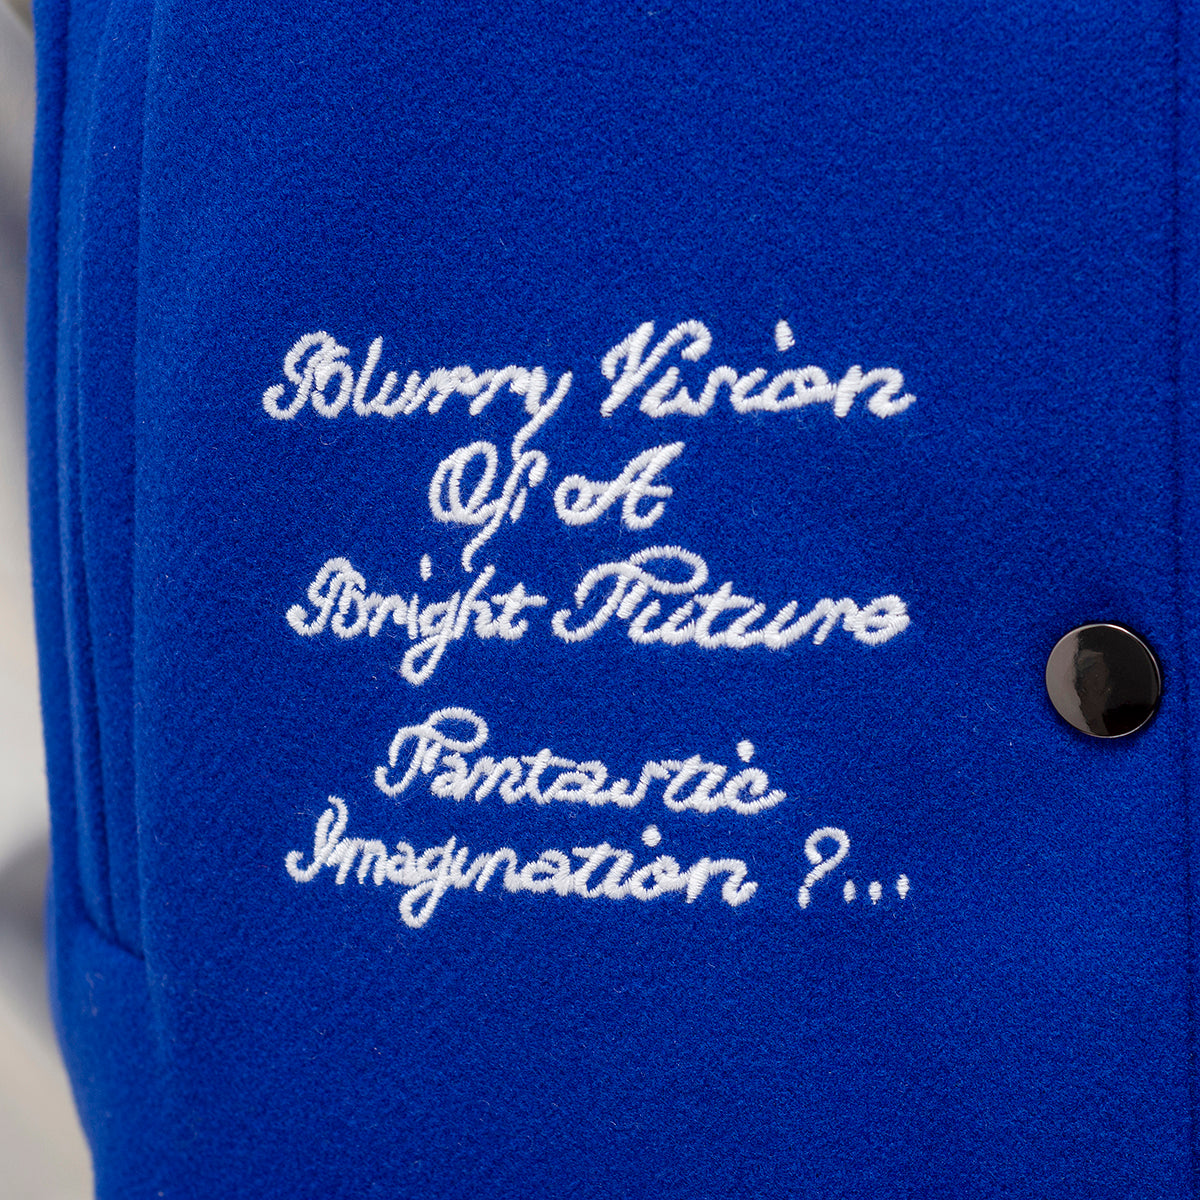 Blurry Vision
Of A
Bright Future
Fantastic
Imagination ?...